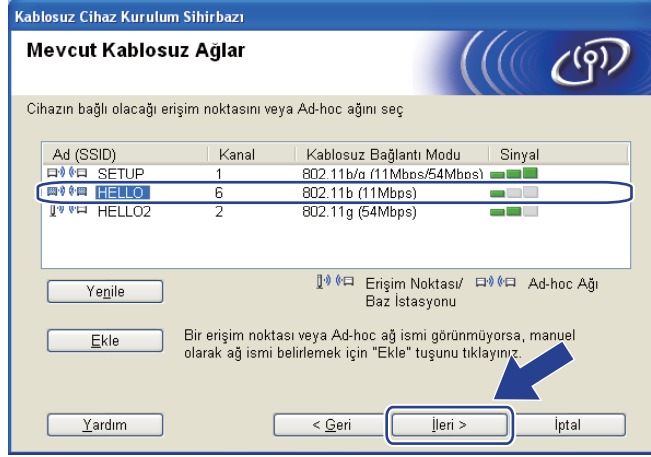 Kablosuz Cihaz Kurulum Sihirbazı
Mevcut Kablosuz Ağlar
Cihazın bağlı olacağı erişim noktasını veya Ad-hoc ağını seç
Ad (SSID) Kanal Kablosuz Bağlantı Modu Sinyal
SETUP 1 802.11b/g (11Mbps/54Mbps)
HELLO 6 802.11b (11Mbps)
HELLO2 2 802.11g (54Mbps)
Yenile
Erişim Noktası/ Ad-hoc Ağı
Baz İstasyonu
Ekle
Bir erişim noktası veya Ad-hoc ağ ismi görünmüyorsa, manuel
olarak ağ ismi belirlemek için "Ekle" tuşunu tıklayınız.
Yardım < Geri İleri > İptal